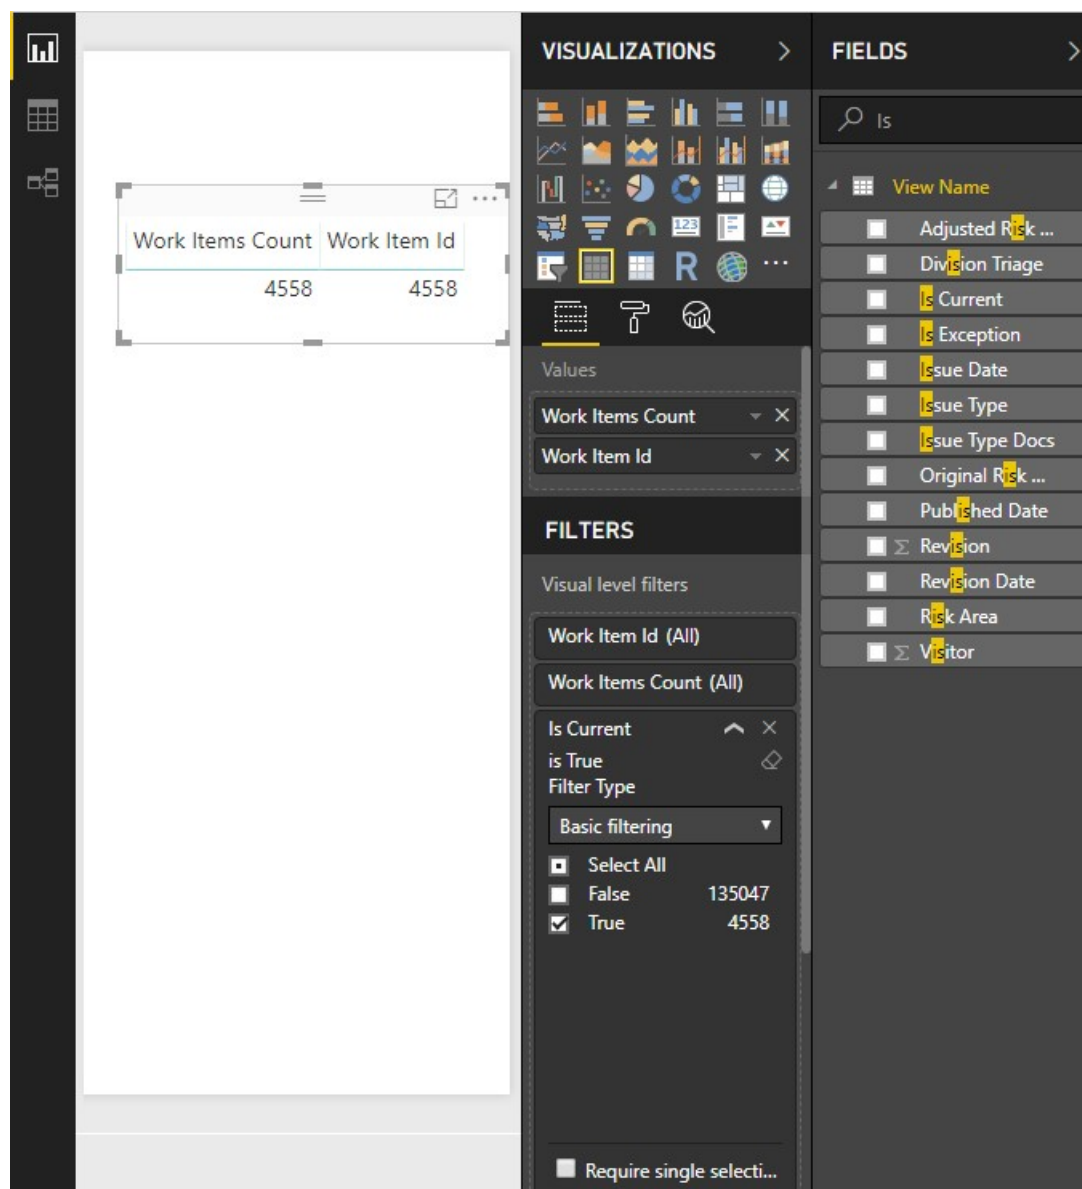 VISUALIZATIONS
FIELDS
Is
123
R
View Name
Adjusted Risk ...
Division Triage
Is Current
Is Exception
Issue Date
Issue Type
Issue Type Docs
Original Risk ...
Published Date
Revision
Revision Date
Risk Area
Visitor
Work Items Count Work Item Id
4558 4558
Values
Work Items Count
Work Item Id
FILTERS
Visual level filters
Work Item Id (All)
Work Items Count (All)
Is Current
is True
Filter Type
Basic filtering
Select All
False 135047
True 4558
Require single selecti...